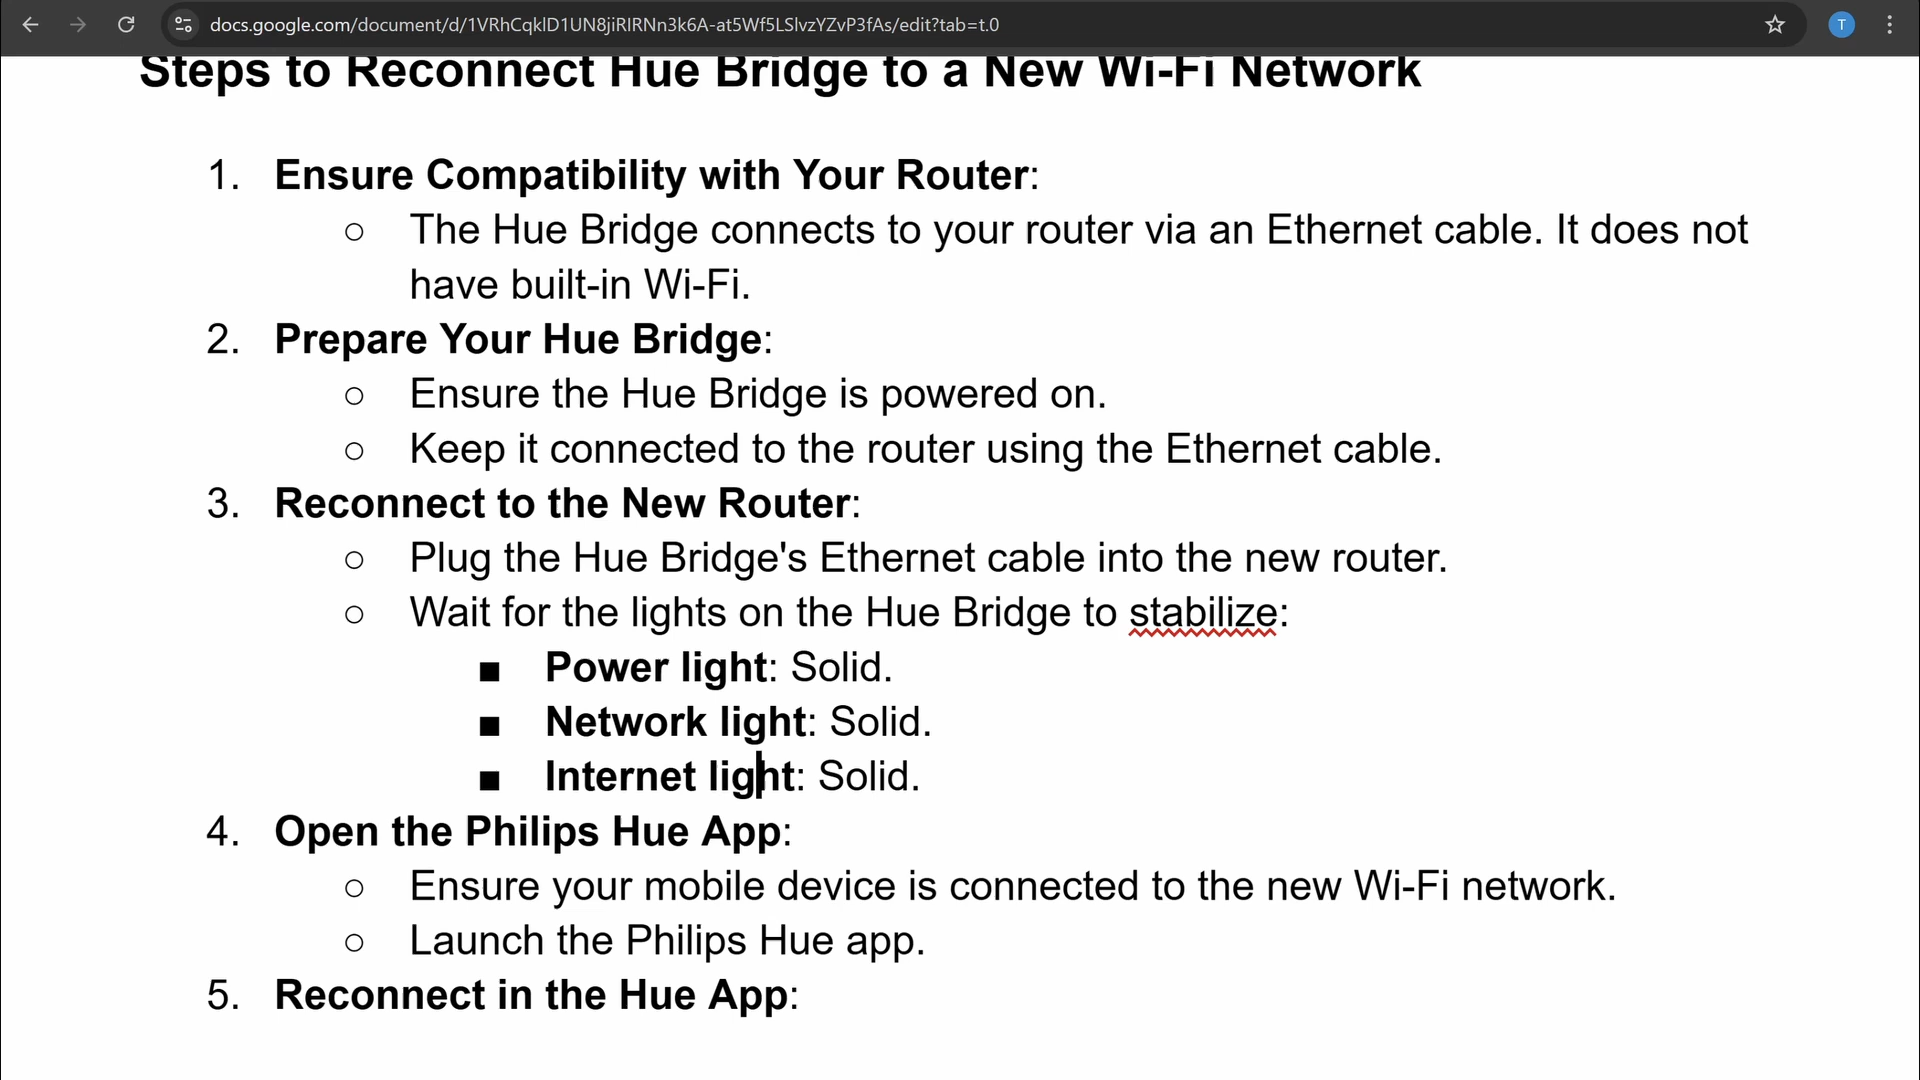 docs.google.com/document/d/1VRhCqklD1UN8jiRIRNn3k6A-at5Wf5LSlvzYZvP3fAs/edit?tab=t.0
T
Steps to Reconnect Hue Bridge to a New Wi-Fi Network
1. Ensure Compatibility with Your Router:
○ The Hue Bridge connects to your router via an Ethernet cable. It does not
have built-in Wi-Fi.
2. Prepare Your Hue Bridge:
○ Ensure the Hue Bridge is powered on.
○ Keep it connected to the router using the Ethernet cable.
3. Reconnect to the New Router:
○ Plug the Hue Bridge's Ethernet cable into the new router.
○ Wait for the lights on the Hue Bridge to stabilize:
■ Power light: Solid.
■ Network light: Solid.
■ Internet light: Solid.
4. Open the Philips Hue App:
○ Ensure your mobile device is connected to the new Wi-Fi network.
○ Launch the Philips Hue app.
5. Reconnect in the Hue App: